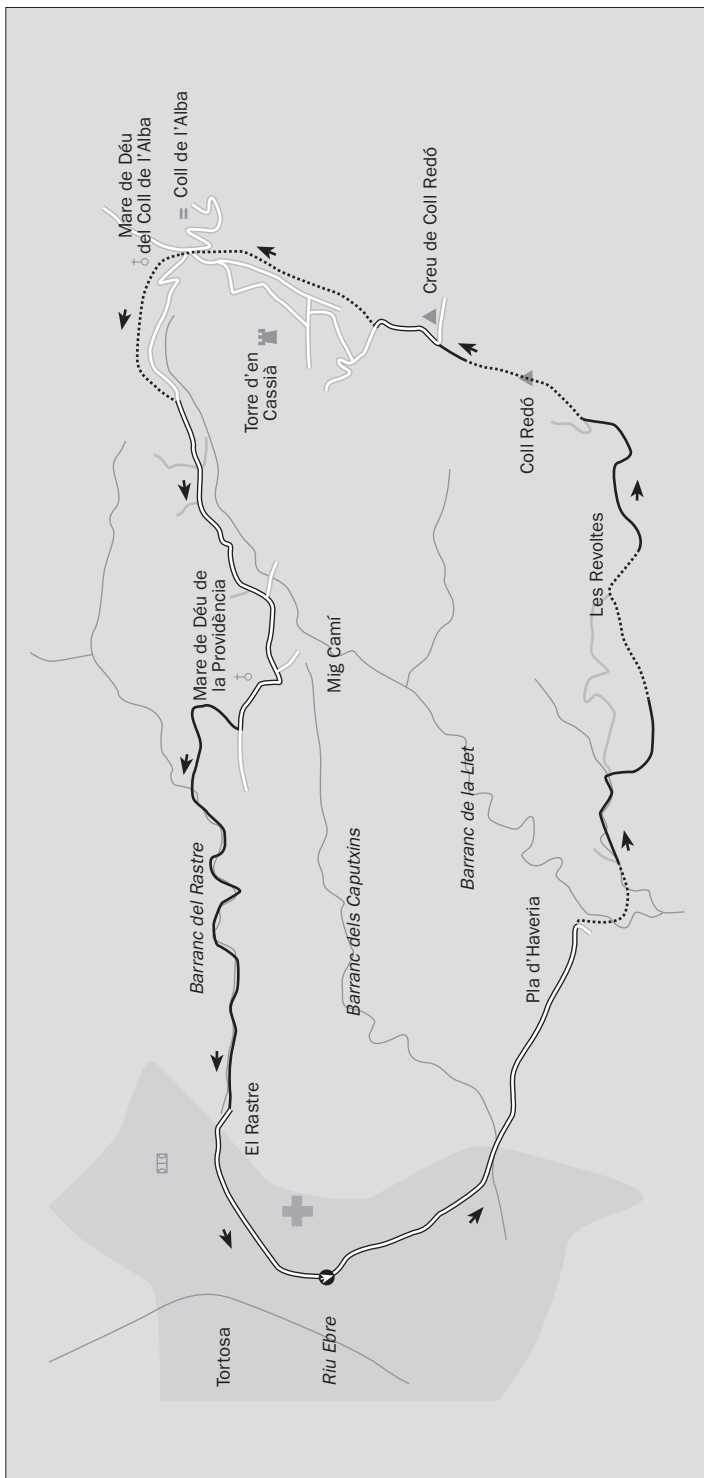 Mare de Déu
del Coll de l'Alba
= Coll de l'Alba
Creu de Coll Redó
Torre d'en
Cassià
Coll Redó
Les Revoltes
Mare de Déu de
la Providència
Mig Camí
Barranc de la Llet
Barranc del Rastre
Barranc dels Caputxins
Pla d'Haveria
El Rastre
Tortosa
Riu Ebre